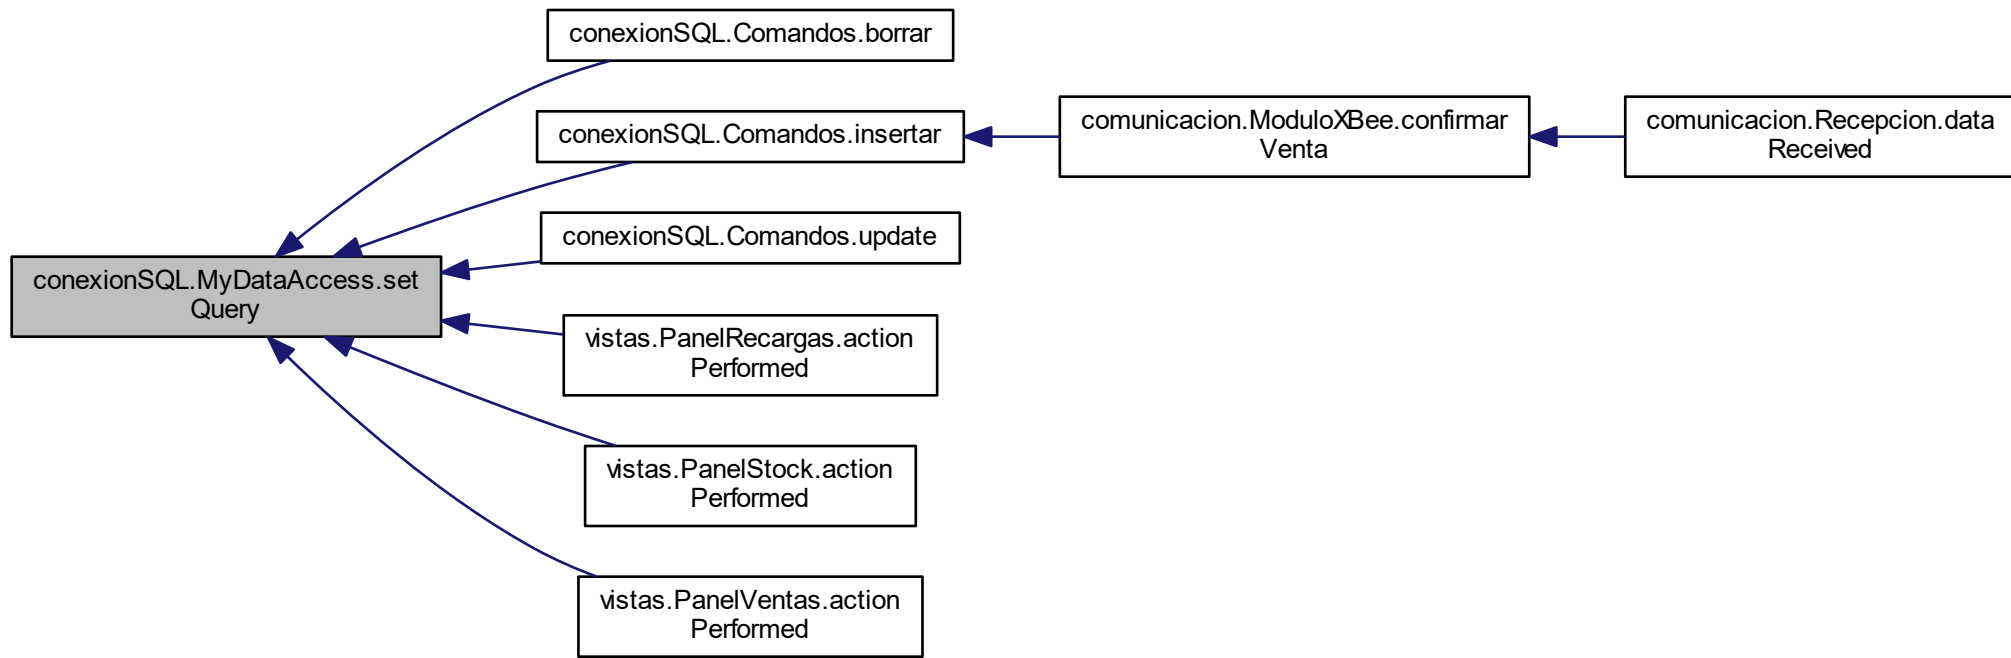 conexionSQL.Comandos.borrar
conexionSQL.Comandos.insertar
comunicacion.ModuloXBee.confirmar
Venta
comunicacion.Recepcion.data
Received
conexionSQL.Comandos.update
conexionSQL.MyDataAccess.set
Query
vistas.PanelRecargas.action
Performed
vistas.PanelStock.action
Performed
vistas.PanelVentas.action
Performed